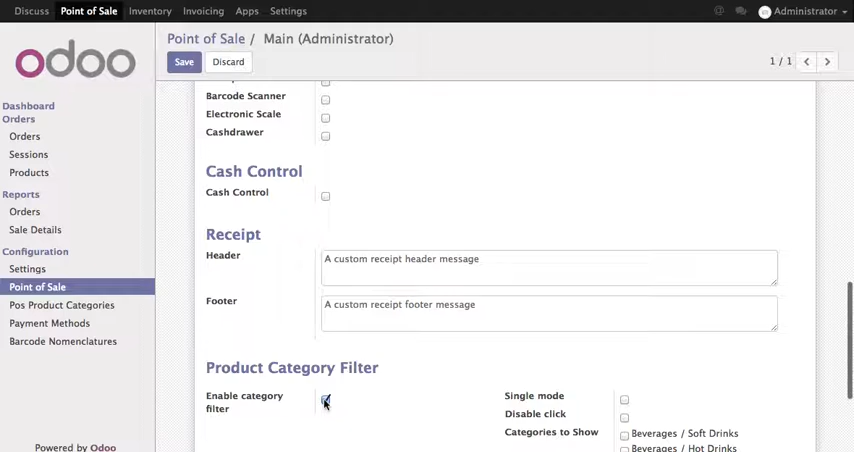 Discuss Point of Sale Inventory Invoicing Apps Settings Administrator
odoo
Point of Sale / Main (Administrator)
Save Discard 1 / 1
Dashboard
Orders
Orders
Sessions
Products
Reports
Orders
Sale Details
Configuration
Settings
Point of Sale
Pos Product Categories
Payment Methods
Barcode Nomenclatures
Powered by Odoo
Barcode Scanner
Electronic Scale
Cashdrawer
Cash Control
Cash Control
Receipt
Header A custom receipt header message
Footer A custom receipt footer message
Product Category Filter
Enable category
filter
Single mode
Disable click
Categories to Show Beverages / Soft Drinks
Beverages / Hot Drinks